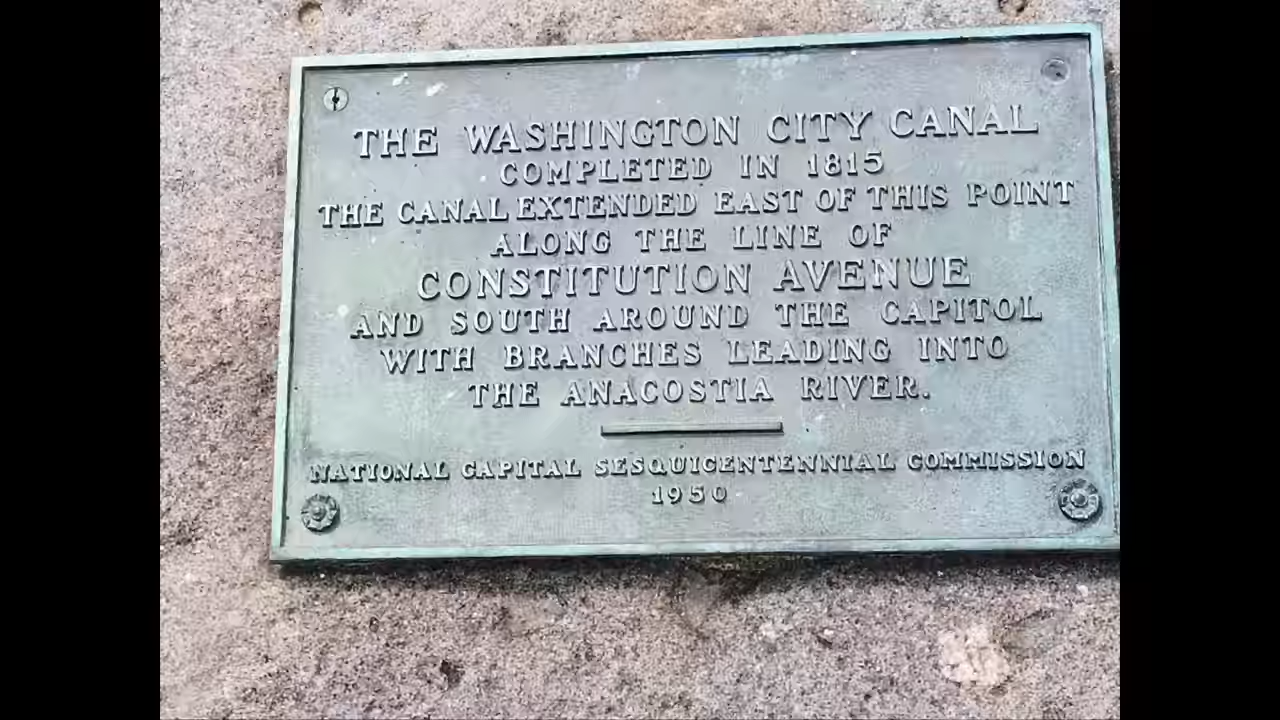 THE WASHINGTON CITY CANAL
COMPLETED IN 1815
THE CANAL EXTENDED EAST OF THIS POINT
ALONG THE LINE OF
CONSTITUTION AVENUE
AND SOUTH AROUND THE CAPITOL
WITH BRANCHES LEADING INTO
THE ANACOSTIA RIVER.
NATIONAL CAPITAL SESQUICENTENNIAL COMMISSION
1950